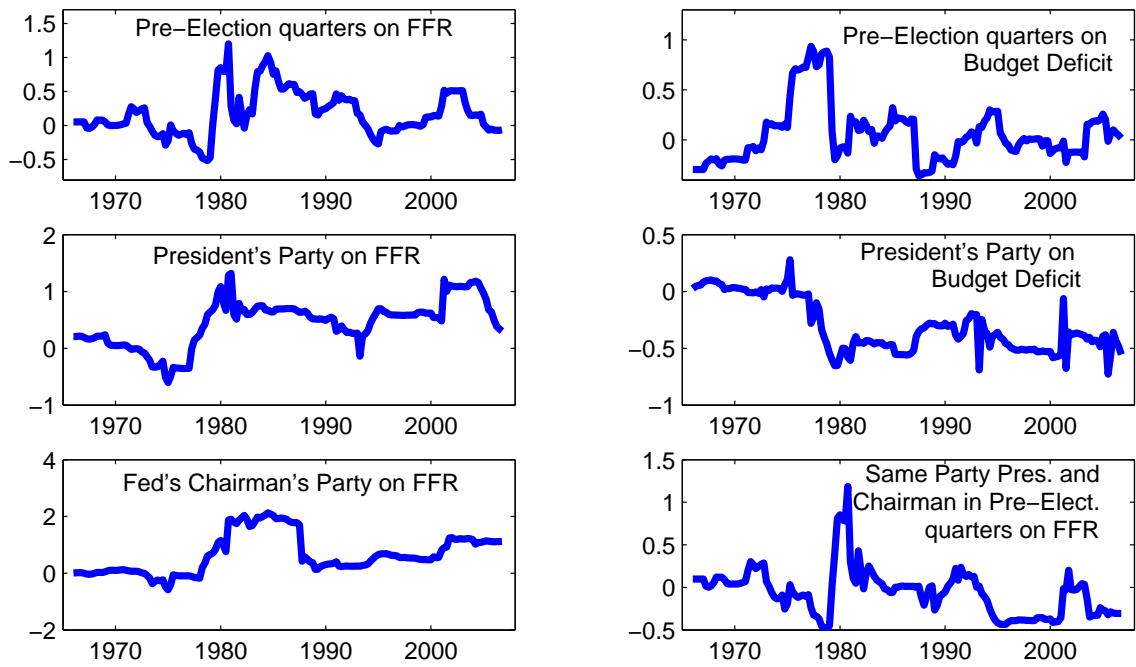 Pre−Election quarters on FFR
1.5
1
0.5
0
−0.5
1970 1980 1990 2000
Pre−Election quarters on
Budget Deficit
1
0
1970 1980 1990 2000
President's Party on FFR
2
1
0
−1
1970 1980 1990 2000
President's Party on
Budget Deficit
0.5
0
−0.5
−1
1970 1980 1990 2000
Fed's Chairman's Party on FFR
4
2
0
−2
1970 1980 1990 2000
Same Party Pres. and
Chairman in Pre−Elect.
quarters on FFR
1.5
1
0.5
0
−0.5
1970 1980 1990 2000